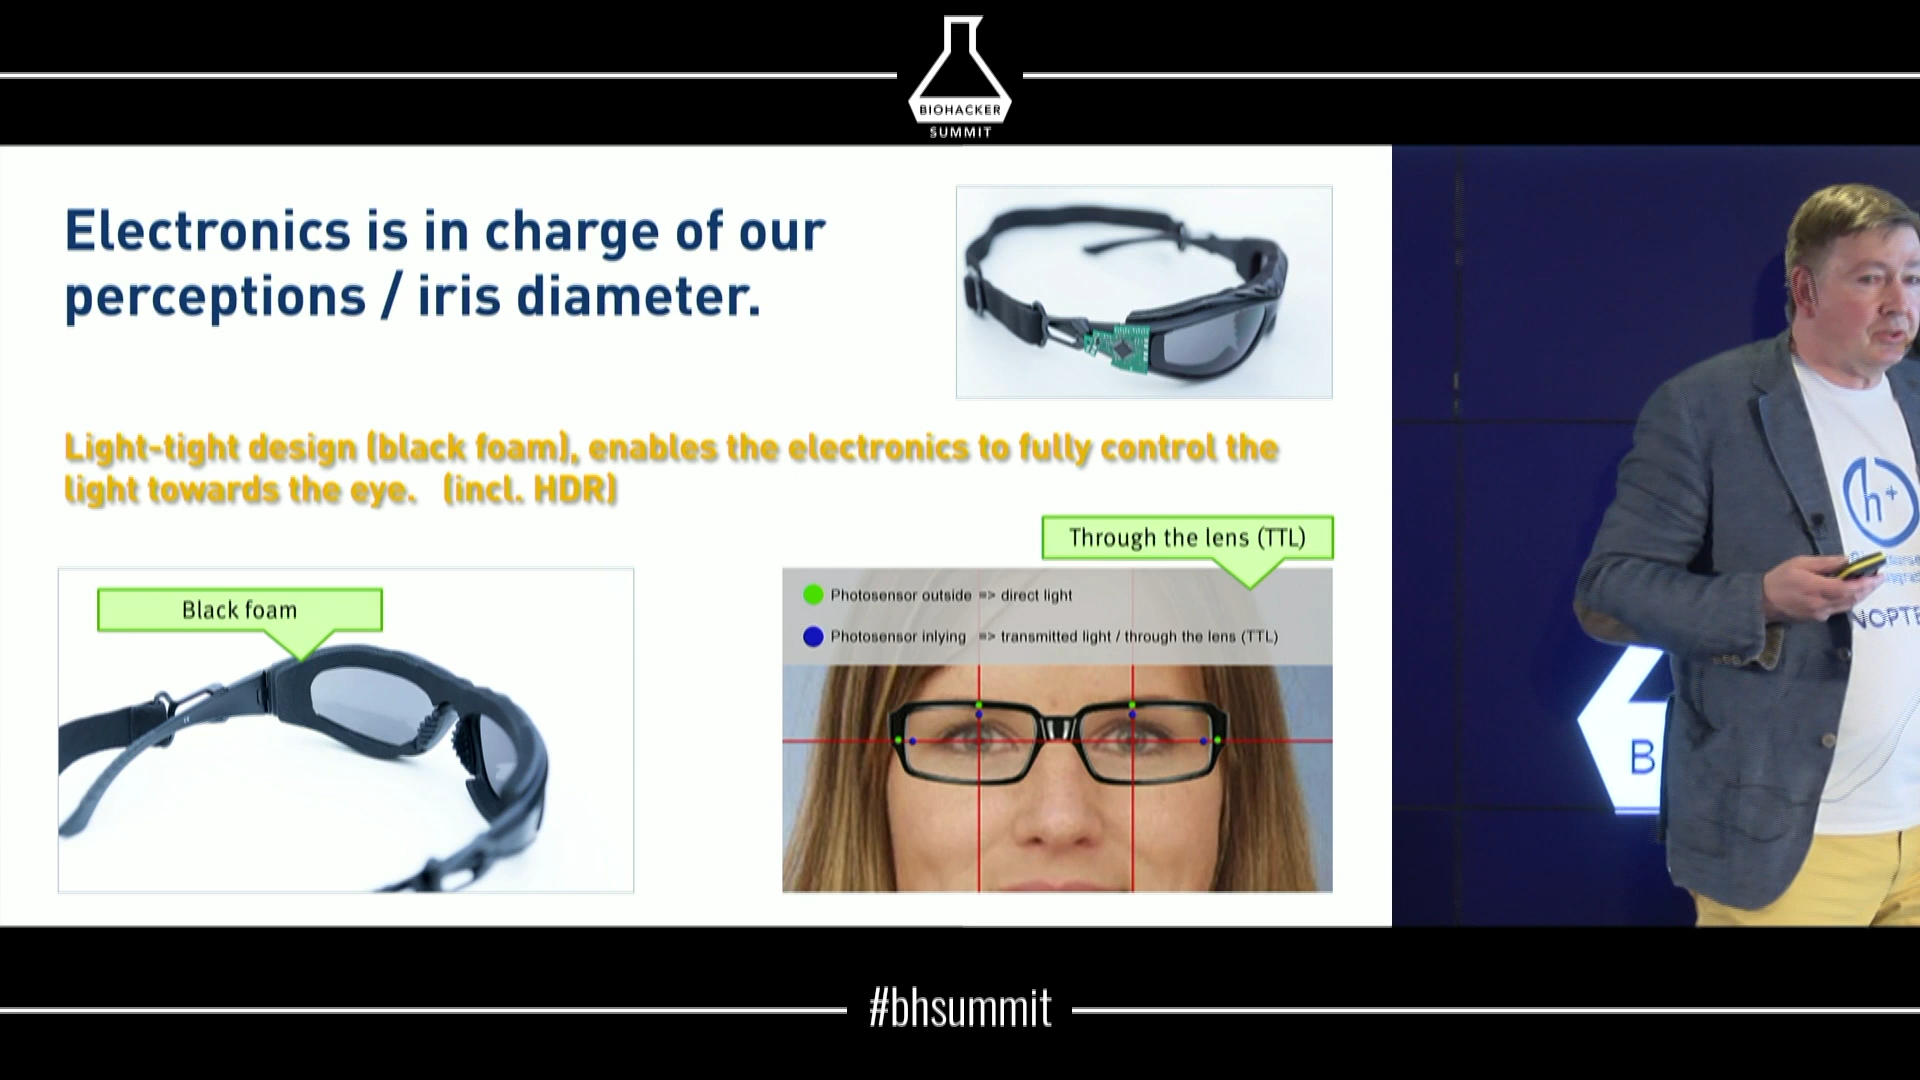 BIOHACKER
SUMMIT
Electronics is in charge of our
perceptions / iris diameter.
Light-tight design (black foam), enables the electronics to fully control the
light towards the eye. (incl. HDR)
Through the lens (TTL)
Black foam
Photosensor outside => direct light
Photosensor inlying => transmitted light / through the lens (TTL)
h+
B
#bhsummit